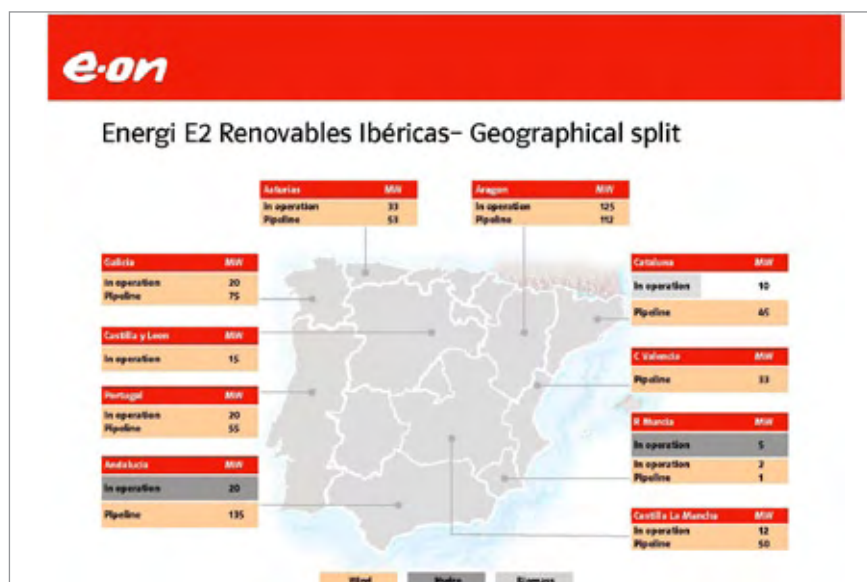 e·on
Energi E2 Renovables Ibéricas– Geographical split
Asturias MW
In operation 33
Pipeline 53
Aragon MW
In operation 125
Pipeline 112
Galicia MW
In operation 20
Pipeline 75
Castilla y Leon MW
In operation 15
Portugal MW
In operation 20
Pipeline 55
Andalucia MW
In operation 20
Pipeline 135
Cataluna MW
In operation 10
Pipeline 45
C Valencia MW
Pipeline 33
R Murcia MW
In operation 5
In operation 2
Pipeline 1
Castilla La Mancha MW
In operation 12
Pipeline 50
Wind Hydro Biomass